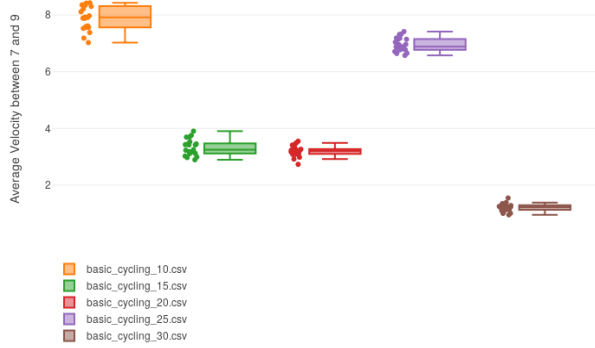 Average Velocity between 7 and 9
8
6
4
2
basic_cycling_10.csv
basic_cycling_15.csv
basic_cycling_20.csv
basic_cycling_25.csv
basic_cycling_30.csv